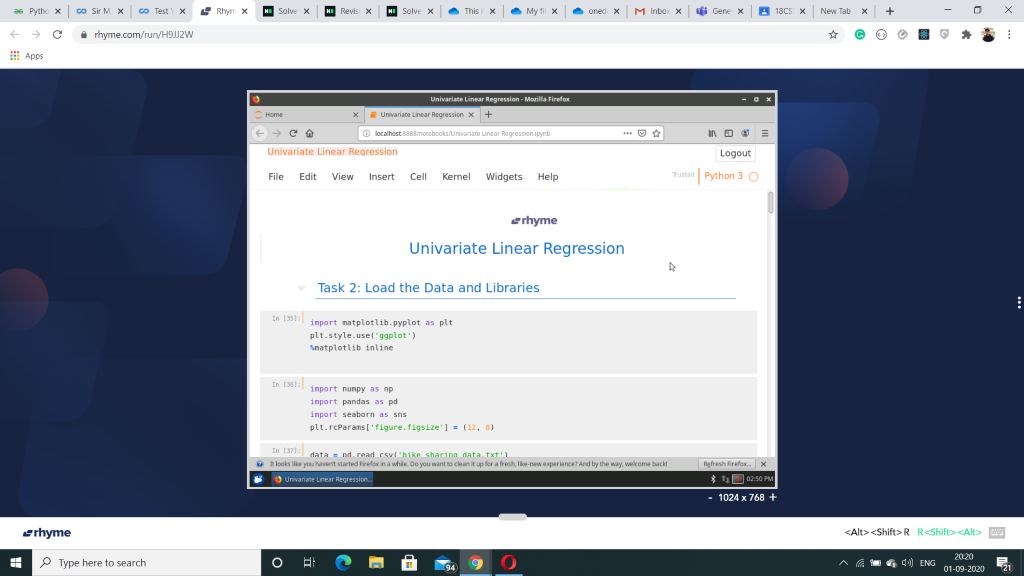 Pytho
Sir M
Test
Rhym
Solve
Revis
Solve
This i
My fi
onedr
Inbox
Gene
18CS
New Tab
rhyme.com/run/H9JJ2W
Apps
Univariate Linear Regression - Mozilla Firefox
Home
Univariate Linear Regression
localhost:8888/notebooks/Univariate Linear Regression.ipynb
Univariate Linear Regression
Logout
File Edit View Insert Cell Kernel Widgets Help
Trusted
Python 3
rhyme
Univariate Linear Regression
Task 2: Load the Data and Libraries
In [35]:
import matplotlib.pyplot as plt
plt.style.use('ggplot')
%matplotlib inline
In [36]:
import numpy as np
import pandas as pd
import seaborn as sns
plt.rcParams['figure.figsize'] = (12, 8)
In [37]:
data = pd.read_csv('bike_sharing_data.txt')
It looks like you haven't started Firefox in a while. Do you want to clean it up for a fresh, like-new experience? And by the way, welcome back!
Refresh Firefox...
Univariate Linear Regression...
02:50 PM
- 1024 x 768 +
rhyme
<Alt> <Shift> R R <Shift> <Alt>
Type here to search
94
ENG
20:20
01-09-2020
21